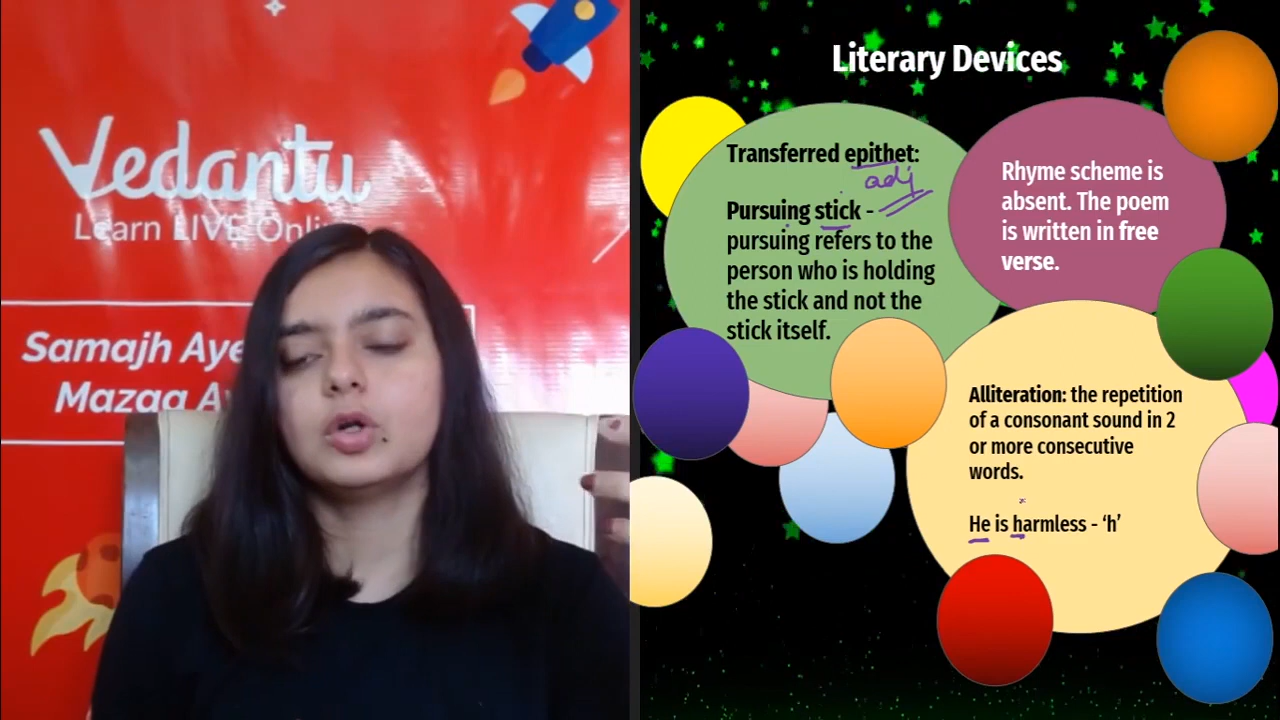 Vedantu
Learn LIVE Onli
Samajh Aye
Mazaa A
Literary Devices
Transferred epithet:
adj
Pursuing stick -
pursuing refers to the
person who is holding
the stick and not the
stick itself.
Rhyme scheme is
absent. The poem
is written in free
verse.
Alliteration: the repetition
of a consonant sound in 2
or more consecutive
words.
He is harmless - ‘h’